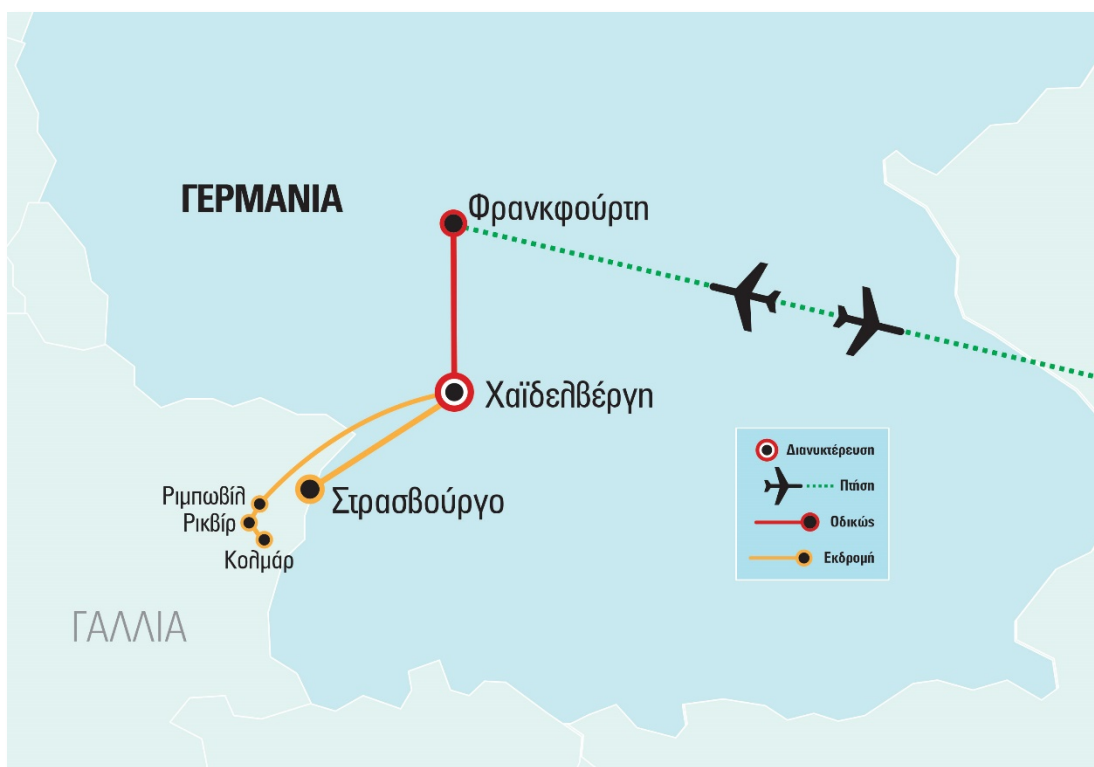 ΓΕΡΜΑΝΙΑ
Φρανκφούρτη
Χαϊδελβέργη
Στρασβούργο
Ριμπωβίλ
Ρικβίρ
Κολμάρ
ΓΑΛΛΙΑ
Διανυκτέρευση
Πτήση
Οδικώς
Εκδρομή